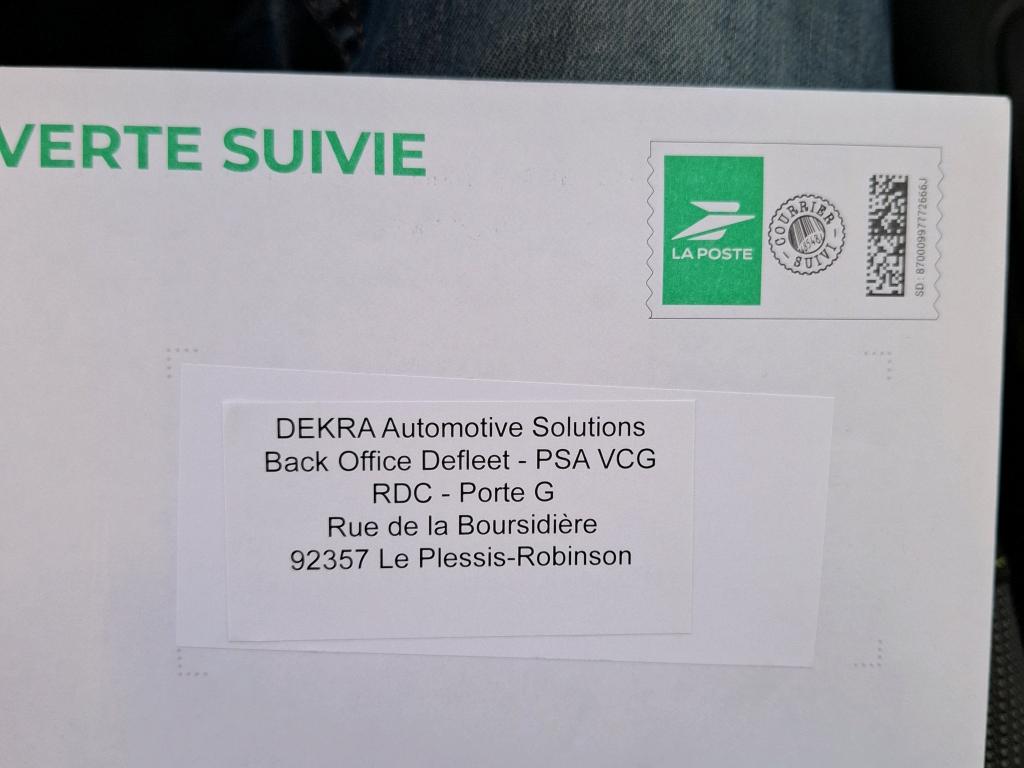 VERTE SUIVIE
LA POSTE
COURRIER
SUIVI
SD : 87000997772666J
DEKRA Automotive Solutions
Back Office Defleet - PSA VCG
RDC - Porte G
Rue de la Boursidière
92357 Le Plessis-Robinson